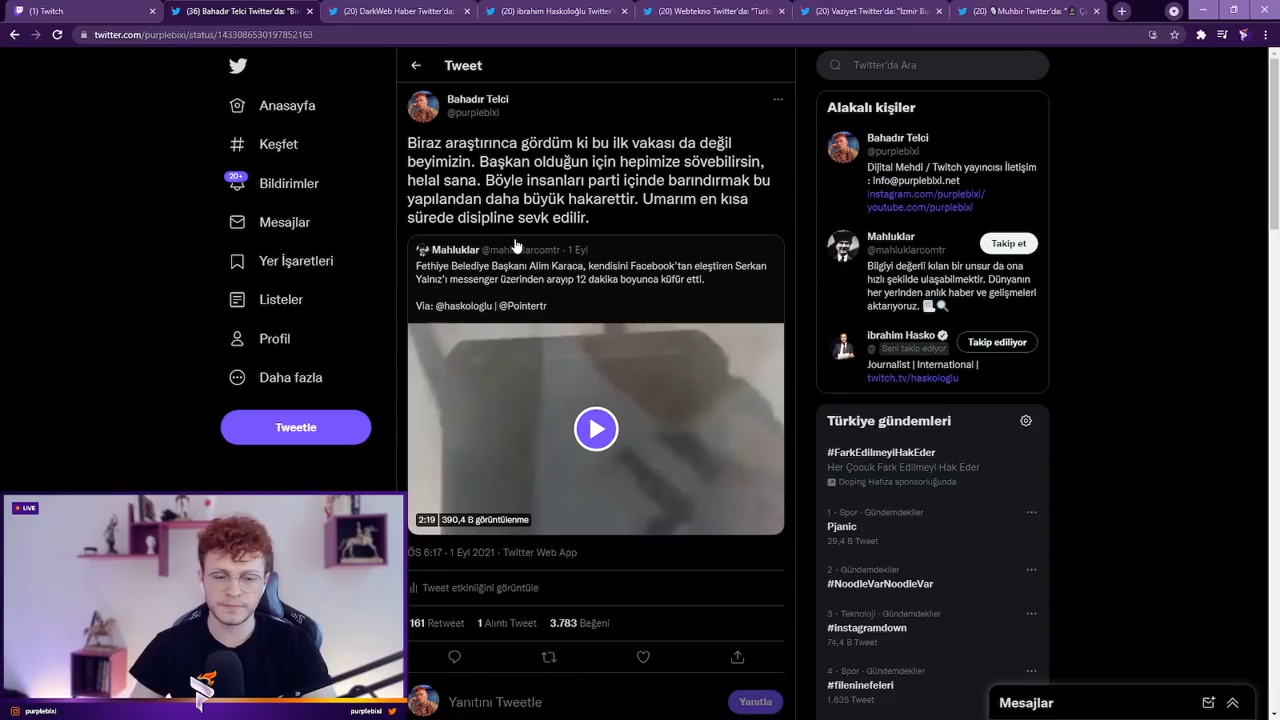 (1) Twitch
(36) Bahadır Telci Twitter'da: "Bi
(20) DarkWeb Haber Twitter'da:
(20) İbrahim Haskoloğlu Twitter'
(20) Webtekno Twitter'da: "Turk
(20) Vaziyet Twitter'da: "İzmir Bu
(20) Muhbir Twitter'da:
twitter.com/purplebixi/status/1433086530197852163
Anasayfa
Keşfet
20+
Bildirimler
Mesajlar
Yer İşaretleri
Listeler
Profil
Daha fazla
Tweetle
Tweet
Bahadır Telci
@purplebixi
Biraz araştırınca gördüm ki bu ilk vakası da değil
beyimizin. Başkan olduğun için hepimize sövebilirsin,
helal sana. Böyle insanları parti içinde barındırmak bu
yapılandan daha büyük hakarettir. Umarım en kısa
sürede disipline sevk edilir.
Mahluklar @mahluklarcomtr · 1 Eyl
Fethiye Belediye Başkanı Alim Karaca, kendisini Facebook'tan eleştiren Serkan
Yalnız'ı messenger üzerinden arayıp 12 dakika boyunca küfür etti.
Via: @haskologlu | @Pointertr
2:19 390,4 B görüntülenme
ÖS 6:17 · 1 Eyl 2021 · Twitter Web App
Tweet etkinliğini görüntüle
161 Retweet 1 Alıntı Tweet 3.783 Beğeni
Yanıtını Tweetle
Yanıtla
Twitter'da Ara
Alakalı kişiler
Bahadır Telci
@purplebixi
Dijital Mehdi / Twitch yayıncısı İletişim
: info@purplebixi.net
instagram.com/purplebixi/
youtube.com/purplebixi
Mahluklar
@mahluklarcomtr
Takip et
Bilgiyi değerli kılan bir unsur da ona
hızlı şekilde ulaşabilmektir. Dünyanın
her yerinden anlık haber ve gelişmeleri
aktarıyoruz.
ibrahim Hasko
@ Seni takip ediyor
Takip ediliyor
Journalist | International |
twitch.tv/haskologlu
Türkiye gündemleri
#FarkEdilmeyiHakEder
Her Çocuk Fark Edilmeyi Hak Eder
Doping Hafıza sponsorluğunda
1 · Spor · Gündemdekiler
Pjanic
29,4 B Tweet
2 · Gündemdekiler
#NoodleVarNoodleVar
3 · Teknoloji · Gündemdekiler
#instagramdown
74,4 B Tweet
4 · Spor · Gündemdekiler
#fileninefeleri
1.635 Tweet
Mesajlar
LIVE
purplebixi
purplebixi